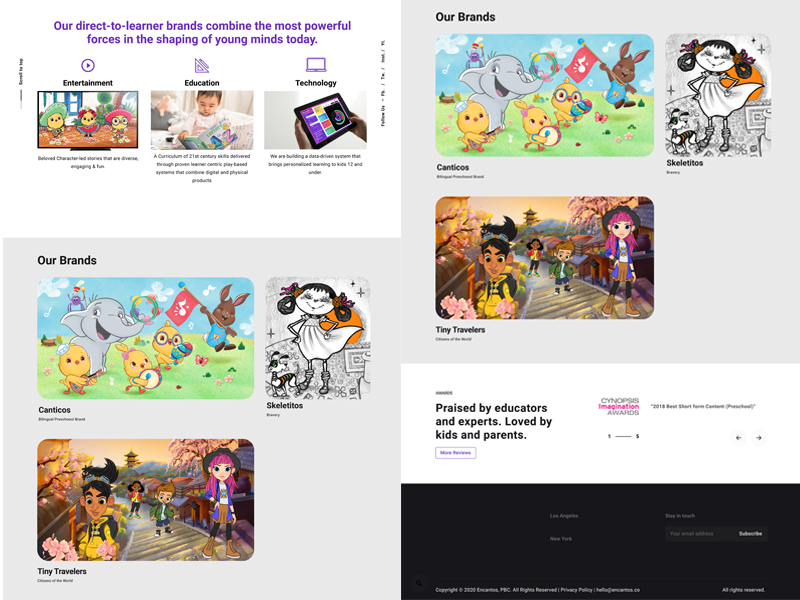 Our direct-to-learner brands combine the most powerful
forces in the shaping of young minds today.
Scroll to top
Follow Us - Fb. / Tw. / Inst. / Yt.
Entertainment
Education
Technology
Beloved Character-led stories that are diverse,
engaging & fun
A Curriculum of 21st century skills delivered
through proven learner centric play-based
systems that combine digital and physical
products
We are building a data-driven system that
brings personalized learning to kids 12 and
under.
Our Brands
Canticos
Bilingual Preschool Brand
Skeletitos
Bravery
Tiny Travelers
Citizens of the World
Our Brands
Canticos
Bilingual Preschool Brand
Skeletitos
Bravery
Tiny Travelers
Citizens of the World
AWARDS
Praised by educators
and experts. Loved by
kids and parents.
More Reviews
CYNOPSIS
Imagination
AWARDS
"2018 Best Short form Content (Preschool)"
1
5
Los Angeles
New York
Stay in touch
Your email address
Subscribe
Copyright © 2020 Encantos, PBC. All Rights Reserved | Privacy Policy | hello@encantos.co
All rights reserved.